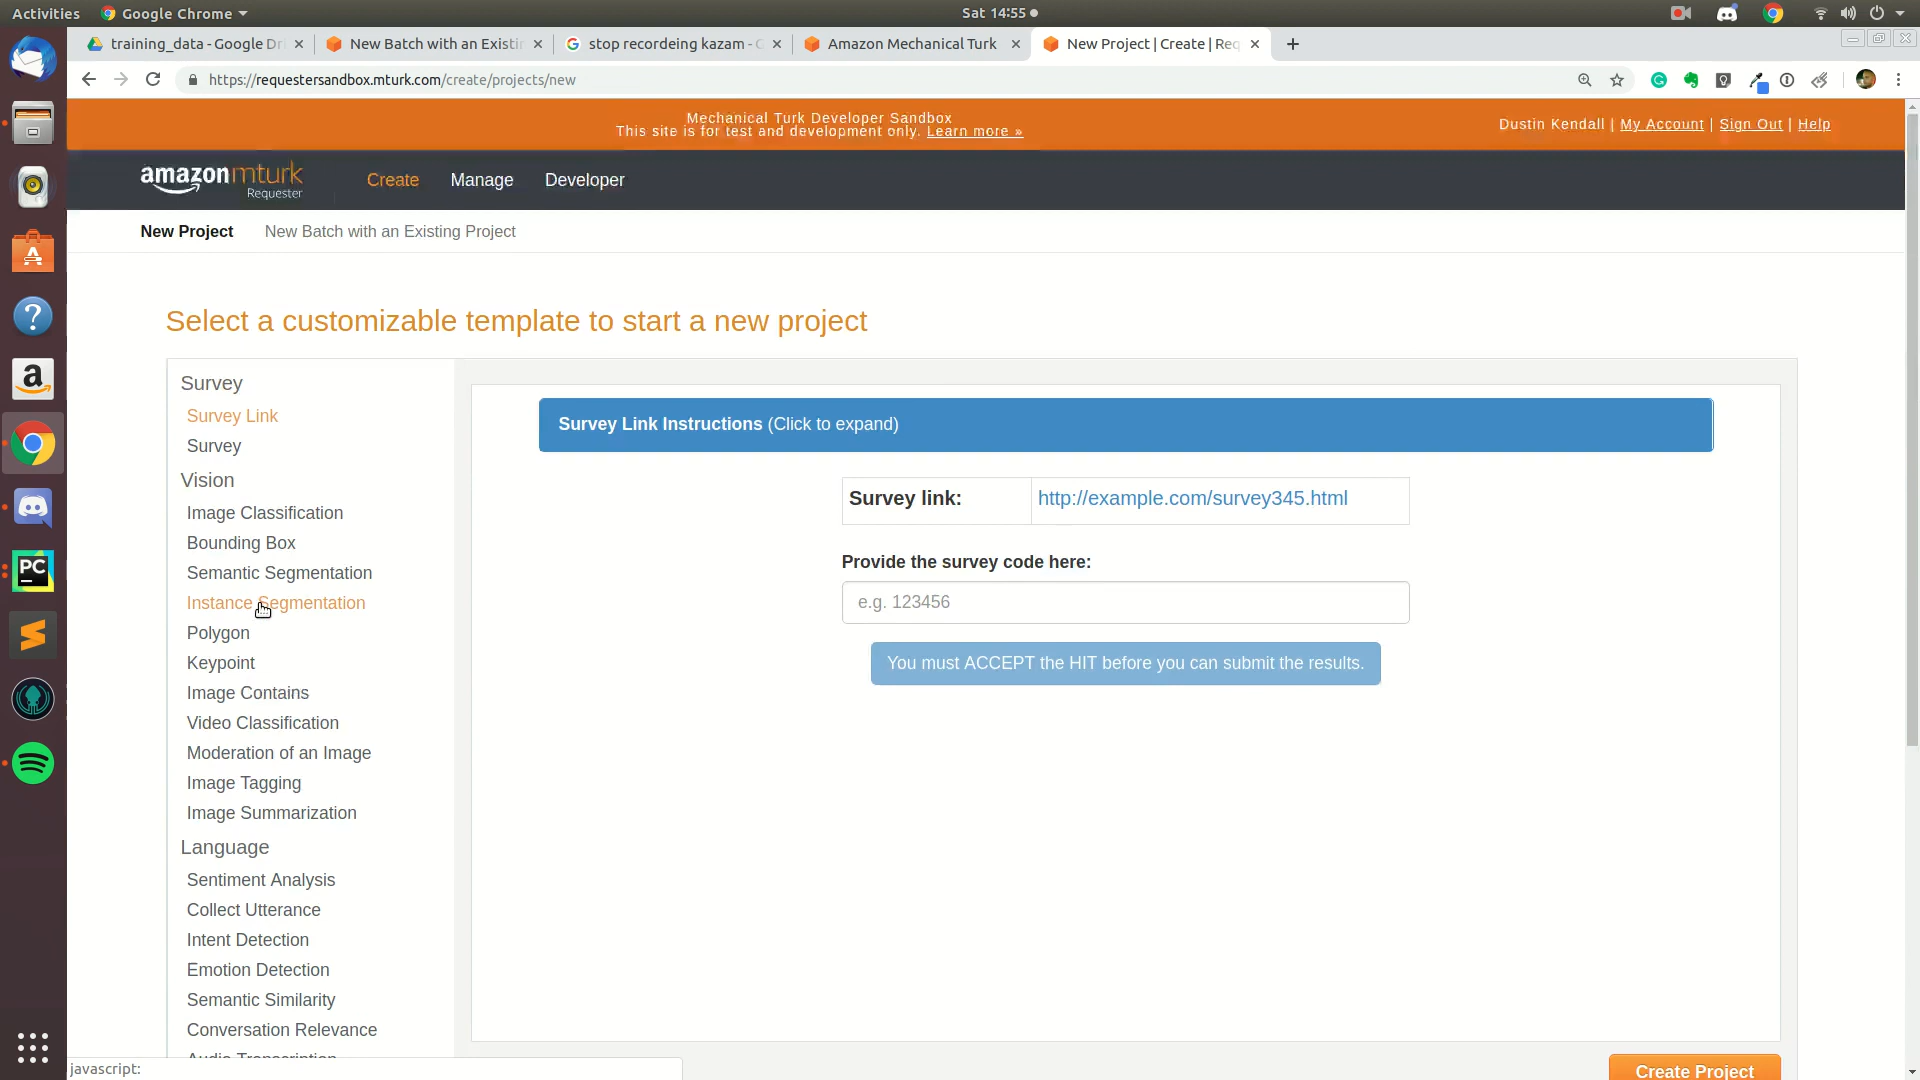 Activities
Google Chrome
Sat 14:55
training_data - Google Dri
New Batch with an Existin
stop recordeing kazam - G
Amazon Mechanical Turk
New Project | Create | Req
https://requestersandbox.mturk.com/create/projects/new
Mechanical Turk Developer Sandbox
This site is for test and development only. Learn more »
Dustin Kendall | My Account | Sign Out | Help
amazonmturk
Requester
Create
Manage
Developer
New Project
New Batch with an Existing Project
Select a customizable template to start a new project
Survey
Survey Link
Survey
Vision
Image Classification
Bounding Box
Semantic Segmentation
Instance Segmentation
Polygon
Keypoint
Image Contains
Video Classification
Moderation of an Image
Image Tagging
Image Summarization
Language
Sentiment Analysis
Collect Utterance
Intent Detection
Emotion Detection
Semantic Similarity
Conversation Relevance
Audio Transcription
Survey Link Instructions (Click to expand)
Survey link:
http://example.com/survey345.html
Provide the survey code here:
e.g. 123456
You must ACCEPT the HIT before you can submit the results.
Create Project
javascript: